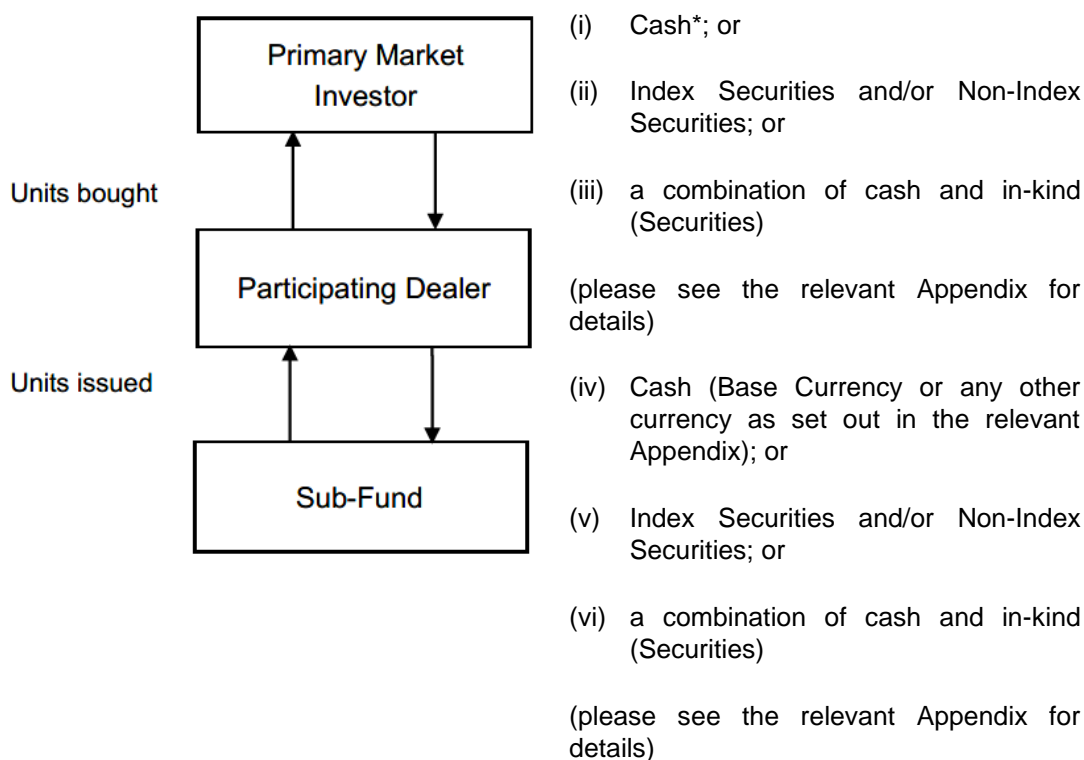 Primary Market
Investor
Units bought
Participating Dealer
Units issued
Sub-Fund
(i) Cash*; or
(ii) Index Securities and/or Non-Index
Securities; or
(iii) a combination of cash and in-kind
(Securities)
(please see the relevant Appendix for
details)
(iv) Cash (Base Currency or any other
currency as set out in the relevant
Appendix); or
(v) Index Securities and/or Non-Index
Securities; or
(vi) a combination of cash and in-kind
(Securities)
(please see the relevant Appendix for
details)